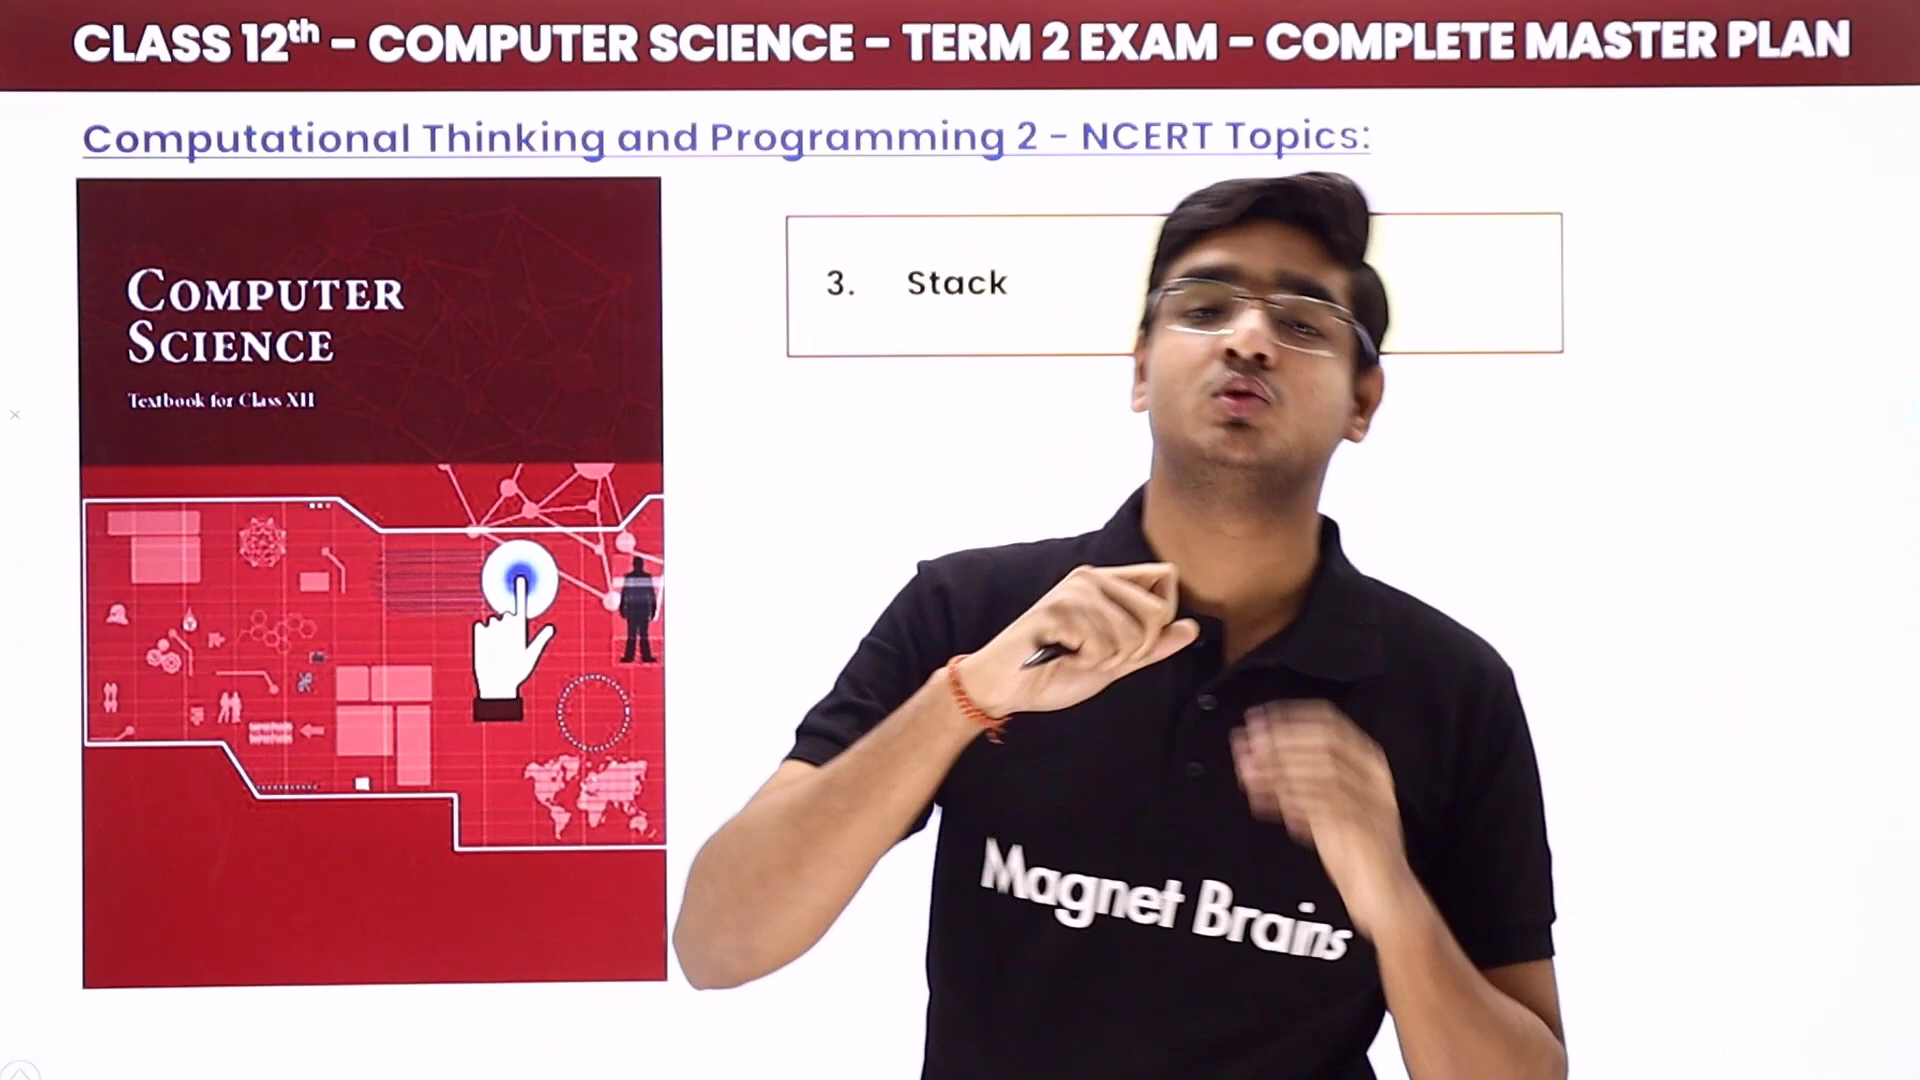 CLASS 12th - COMPUTER SCIENCE - TERM 2 EXAM - COMPLETE MASTER PLAN
Computational Thinking and Programming 2 - NCERT Topics:
COMPUTER
SCIENCE
Textbook for Class XII
3. Stack
Magnet Brains